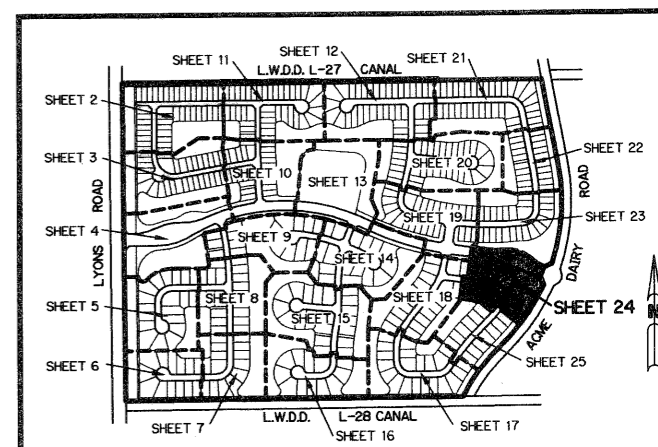 SHEET 11
SHEET 12
SHEET 21
L.W.D.D. L-27 CANAL
SHEET 2
SHEET 22
SHEET 3
SHEET 20
SHEET 10
SHEET 13
LYONS ROAD
SHEET 19
SHEET 23
SHEET 4
SHEET 9
SHEET 14
ACME DAIRY ROAD
SHEET 18
SHEET 24
N
SHEET 8
SHEET 5
SHEET 15
SHEET 25
SHEET 6
SHEET 7
L.W.D.D. L-28 CANAL
SHEET 17
SHEET 16